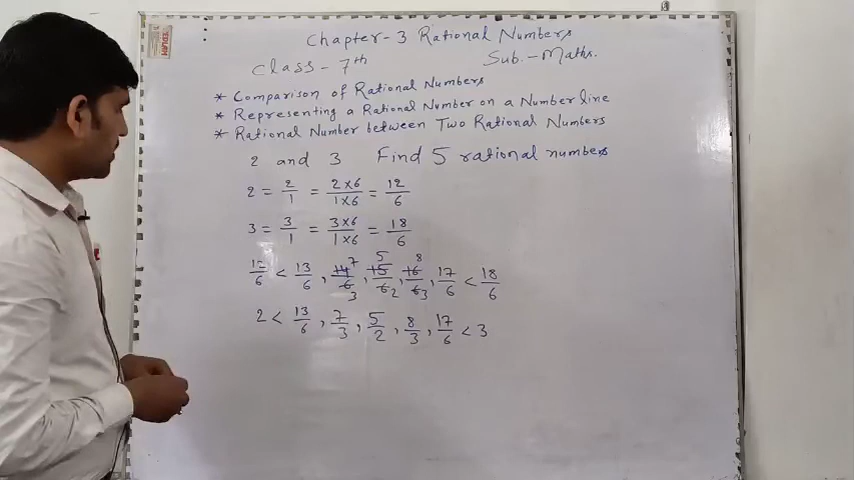 Chapter-3 Rational Numbers
Class-7th Sub.-Maths.
* Comparison of Rational Numbers
* Representing a Rational Number on a Number line
* Rational Number between Two Rational Numbers
2 and 3 Find 5 rational numbers
2 = 2/1 = 2×6/1×6 = 12/6
3 = 3/1 = 3×6/1×6 = 18/6
12/6 < 13/6, 14/6 7/3, 15/6 5/2, 16/6 8/3, 17/6 < 18/6
2 < 13/6, 7/3, 5/2, 8/3, 17/6 < 3